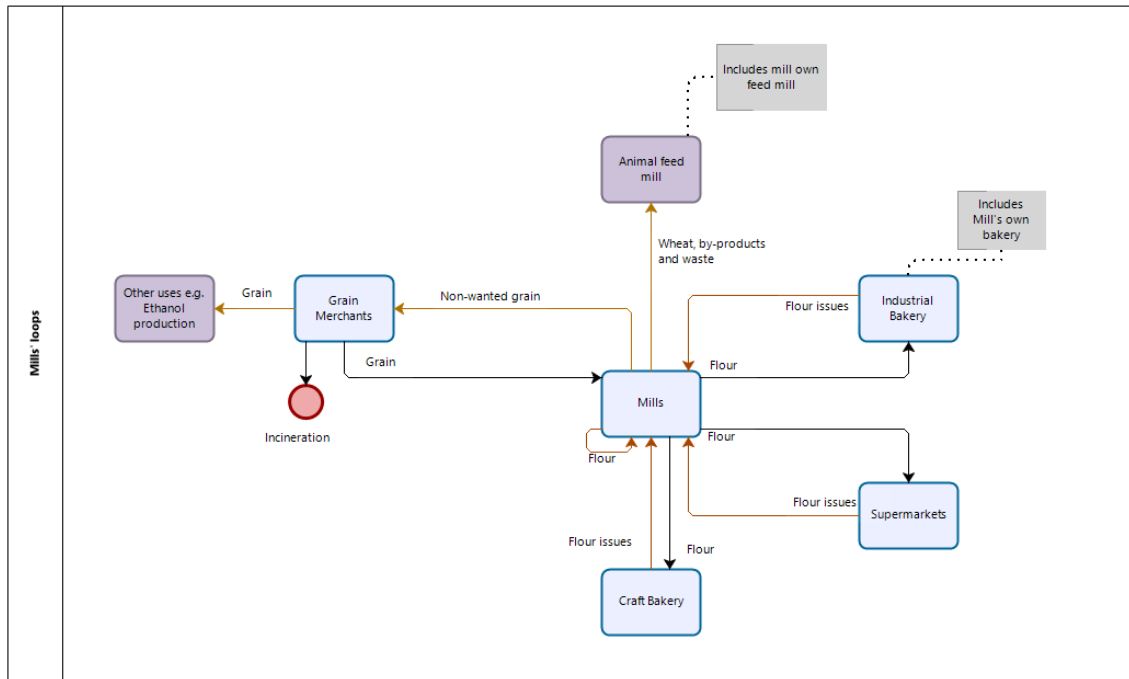 Mills' loops
Includes mill own
feed mill
Animal feed
mill
Includes
Mill's own
bakery
Wheat, by-products
and waste
Other uses e.g.
Ethanol
production
Grain
Grain
Merchants
Non-wanted grain
Industrial
Bakery
Flour issues
Grain
Flour
Mills
Incineration
Flour
Flour
Flour issues
Supermarkets
Flour issues
Flour
Craft Bakery